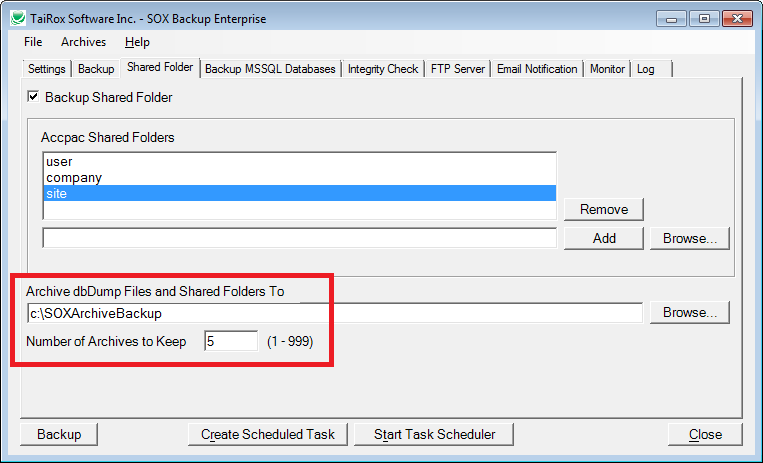 TaiRox Software Inc. - SOX Backup Enterprise
File Archives Help
Settings Backup Shared Folder Backup MSSQL Databases Integrity Check FTP Server Email Notification Monitor Log
Backup Shared Folder
Accpac Shared Folders
user
company
site
Remove
Add Browse...
Archive dbDump Files and Shared Folders To
c:\SOXArchiveBackup Browse...
Number of Archives to Keep 5 (1 - 999)
Backup Create Scheduled Task Start Task Scheduler Close